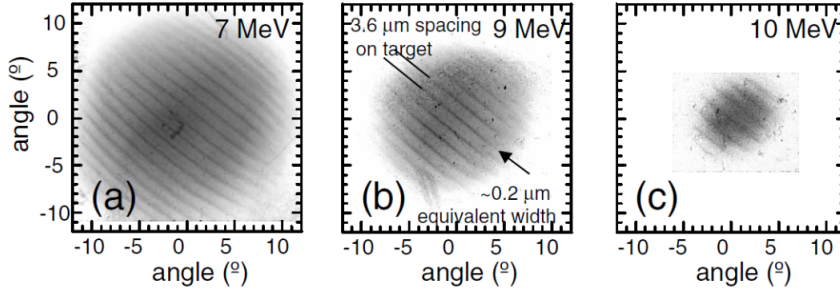 7 MeV
(a)
angle (º)
10
5
0
-5
-10
-10 -5 0 5 10
angle (º)
9 MeV
3.6 µm spacing
on target
~0.2 µm
equivalent width
(b)
-10 -5 0 5 10
angle (º)
10 MeV
(c)
-10 -5 0 5 10
angle (º)